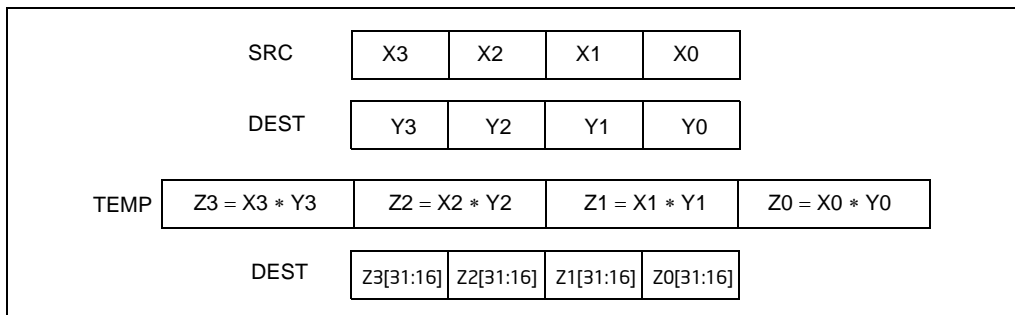 SRC X3 X2 X1 X0
DEST Y3 Y2 Y1 Y0
TEMP Z3 = X3 ∗ Y3 Z2 = X2 ∗ Y2 Z1 = X1 ∗ Y1 Z0 = X0 ∗ Y0
DEST Z3[31:16] Z2[31:16] Z1[31:16] Z0[31:16]